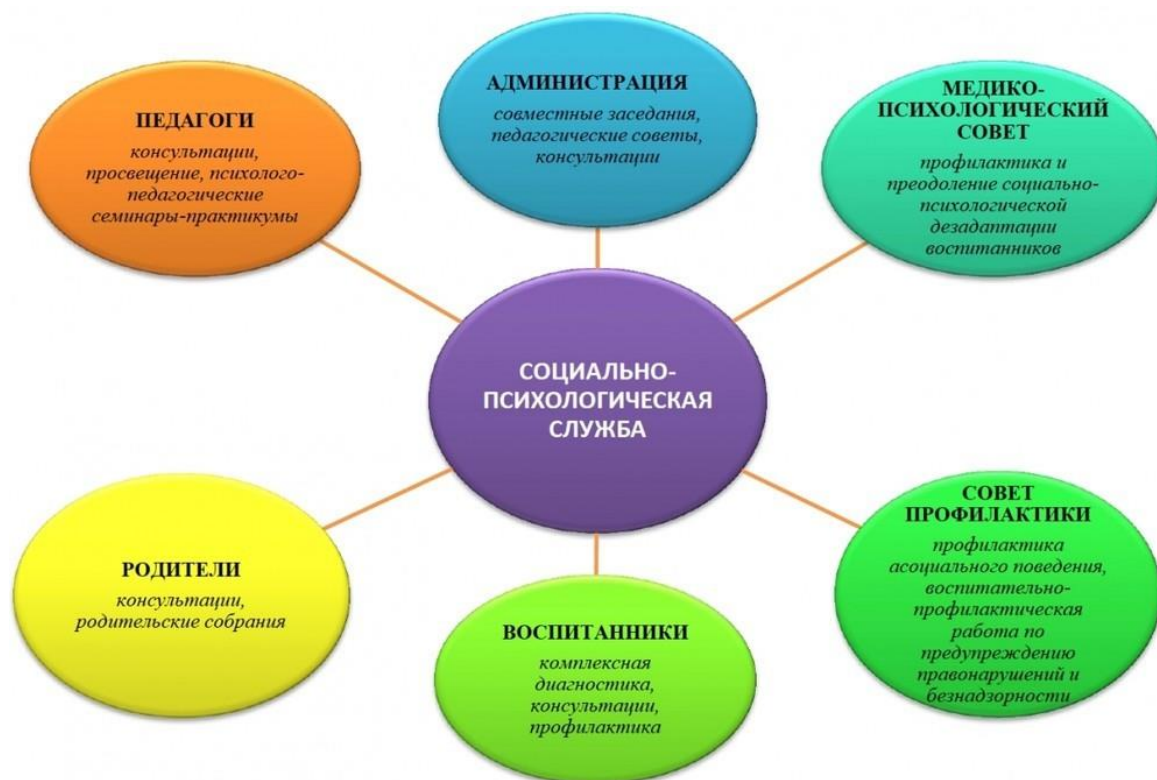 ПЕДАГОГИ
консультации,
просвещение, психолого-
педагогические
семинары-практикумы
АДМИНИСТРАЦИЯ
совместные заседания,
педагогические советы,
консультации
МЕДИКО-
ПСИХОЛОГИЧЕСКИЙ
СОВЕТ
профилактика и
преодоление социально-
психологической
дезадаптации
воспитанников
СОЦИАЛЬНО-
ПСИХОЛОГИЧЕСКАЯ
СЛУЖБА
РОДИТЕЛИ
консультации,
родительские собрания
ВОСПИТАННИКИ
комплексная
диагностика,
консультации,
профилактика
СОВЕТ
ПРОФИЛАКТИКИ
профилактика
асоциального поведения,
воспитательно-
профилактическая
работа по
предупреждению
правонарушений и
безнадзорности